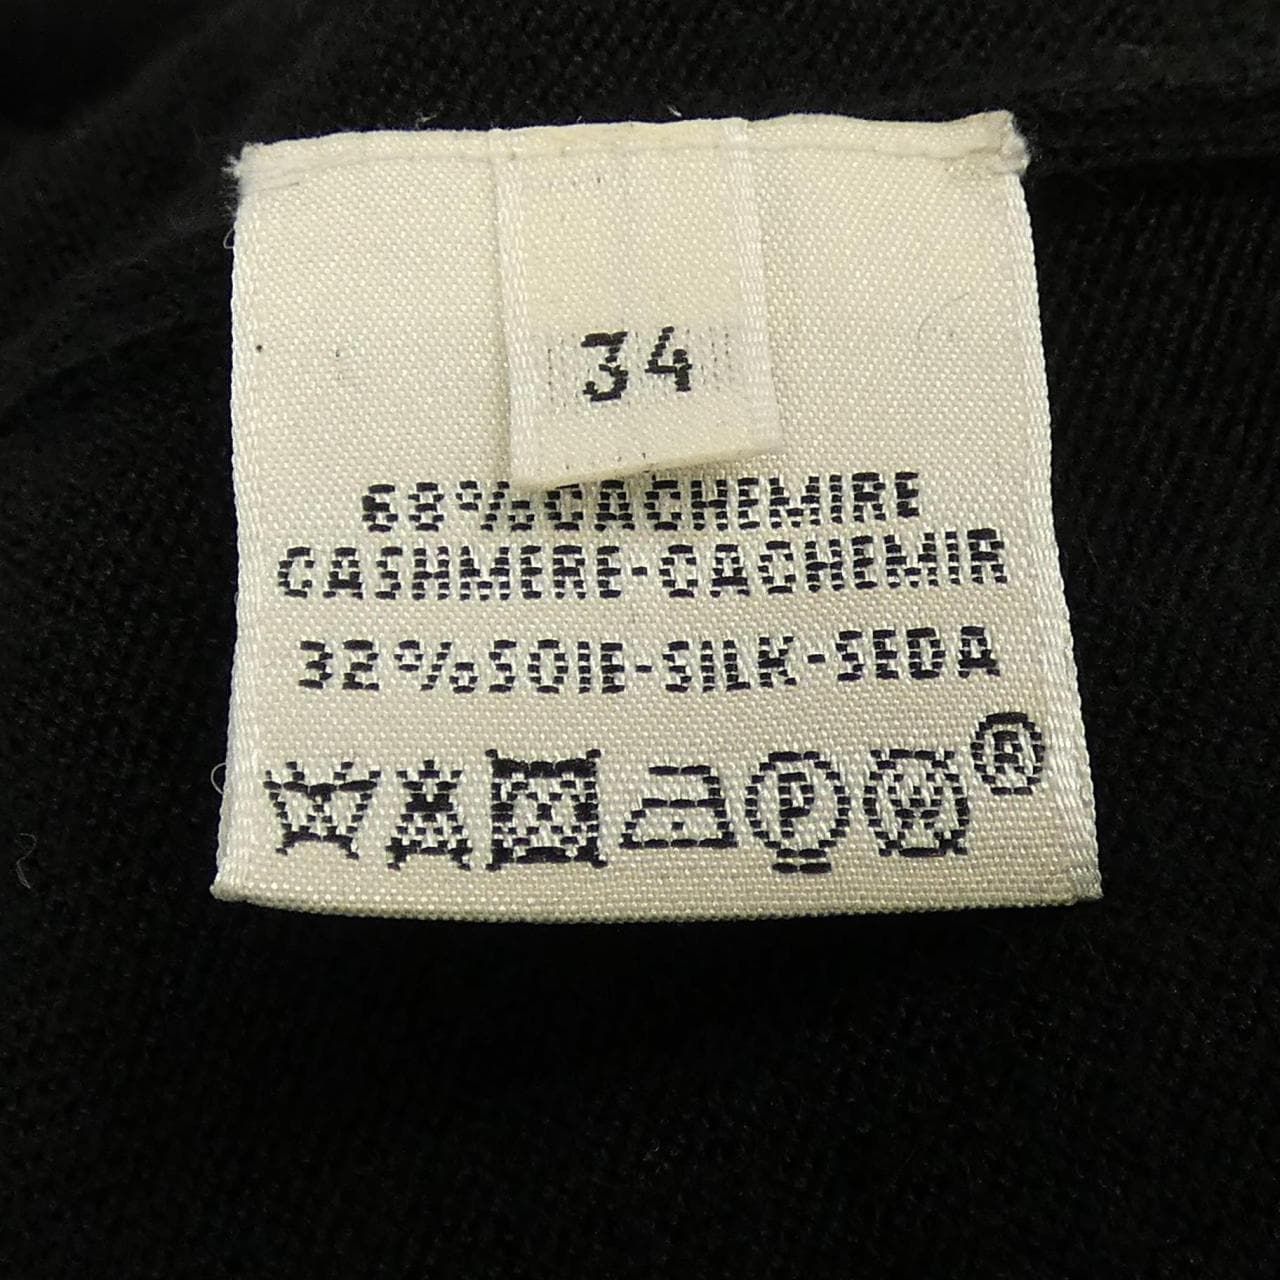 34
68% CACHEMIRE
CASHMERE-CACHEMIR
32% SOIE-SILK-SEDA
P W ®